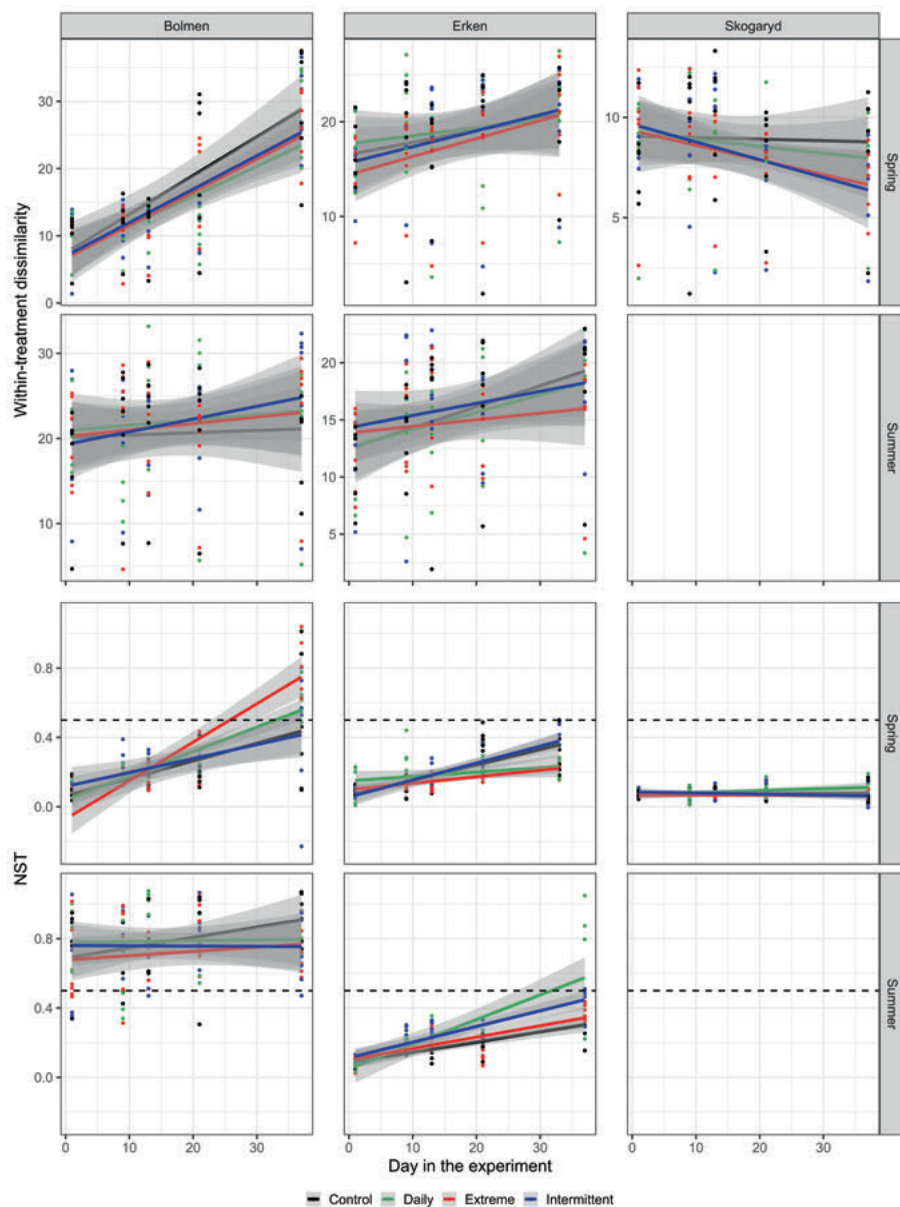 Bolmen Erken Skogaryd
Within-treatment dissimilarity
30
20
10
0
20
10
10
5
Spring
30
20
10
20
15
10
5
Summer
NST
0.8
0.4
0.0
Spring
0.8
0.4
0.0
Summer
0 10 20 30 0 10 20 30 0 10 20 30
Day in the experiment
Control Daily Extreme Intermittent